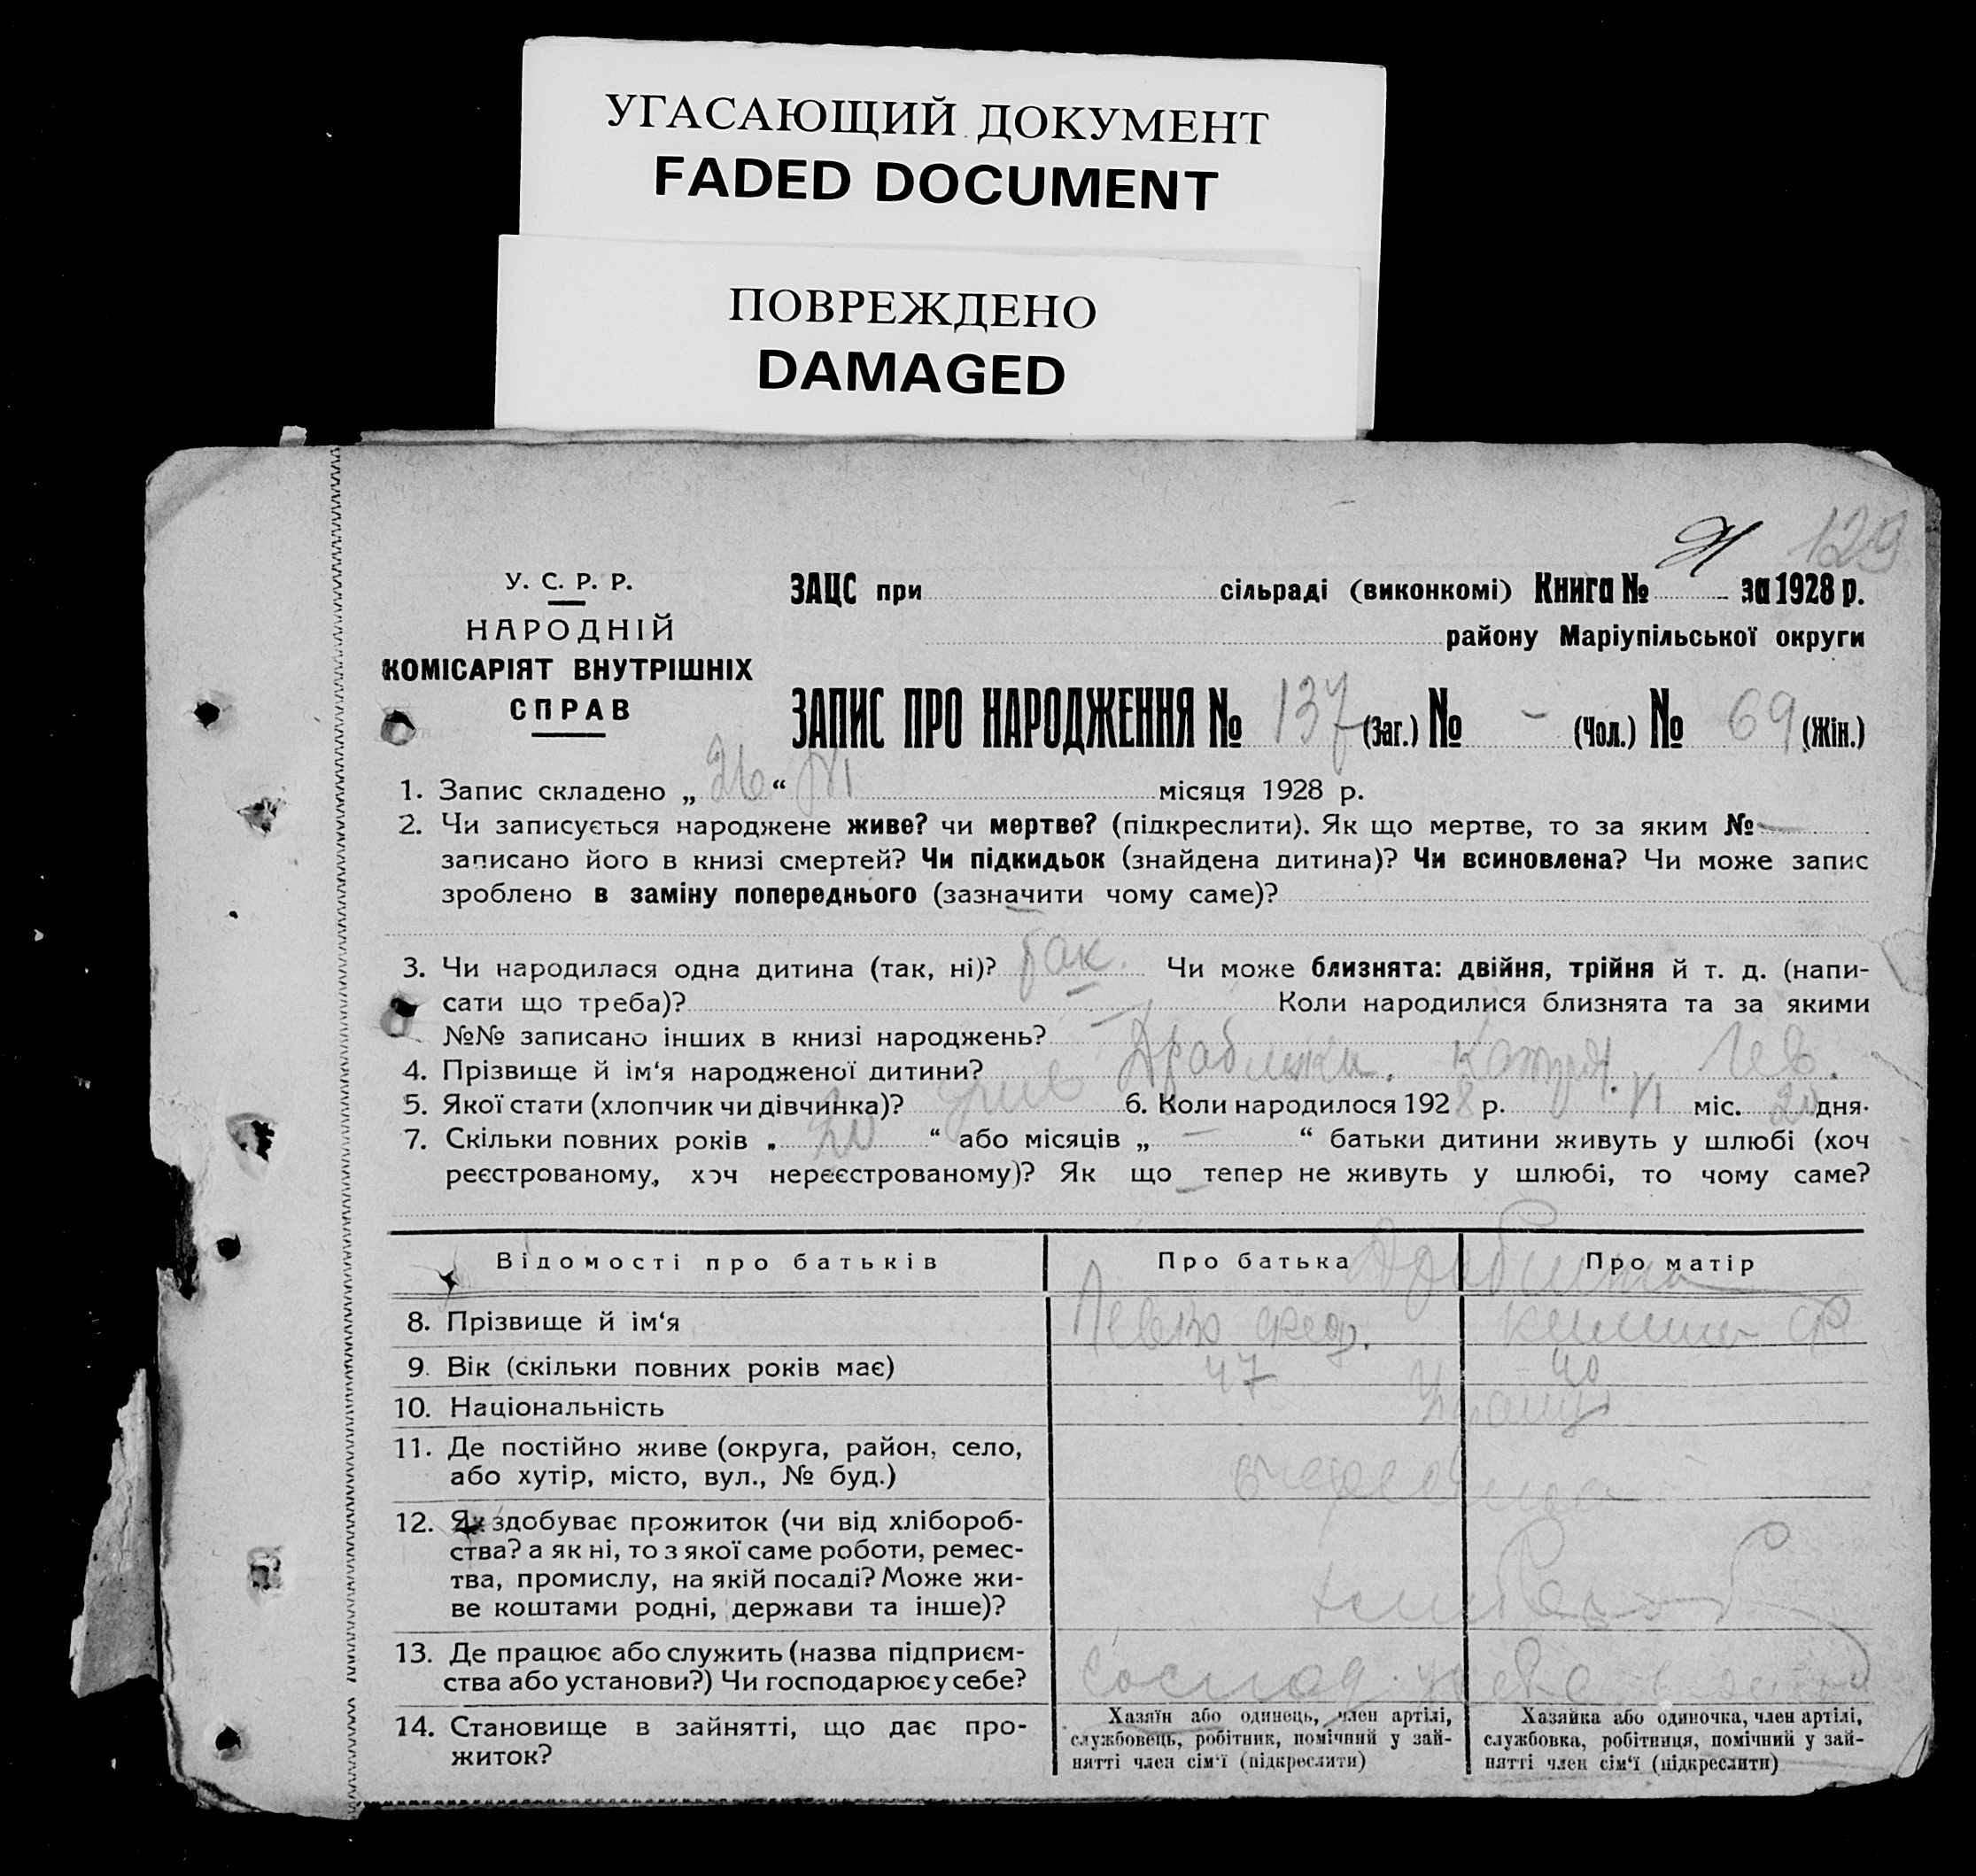 УГАСАЮЩИЙ ДОКУМЕНТ
FADED DOCUMENT
ПОВРЕЖДЕНО
DAMAGED
129
У. С. Р. Р.
НАРОДНІЙ
КОМІСАРІЯТ ВНУТРІШНІХ
СПРАВ
ЗАЦС при сільраді (виконкомі) Книга № за 1928 р.
району Маріупільської округи
ЗАПИС ПРО НАРОДЖЕННЯ № 137 (Заг.) № - (Чол.) № 69 (Жін.)
1. Запис складено „ 26 “ VI місяця 1928 р.
2. Чи записується народжене живе? чи мертве? (підкреслити). Як що мертве, то за яким № —
записано його в книзі смертей? Чи підкидьок (знайдена дитина)? Чи всиновлена? Чи може запис
зроблено в заміну попереднього (зазначити чому саме)?
3. Чи народилася одна дитина (так, ні)? так. Чи може близнята: двійня, трійня й т. д. (напи-
сати що треба)? Коли народилися близнята та за якими
№№ записано інших в книзі народжень? —
4. Прізвище й ім‘я народженої дитини? Катря. Лев.
5. Якої стати (хлопчик чи дівчинка)? 6. Коли народилося 1928 р. VI міс. 20 дня.
7. Скільки повних років „ 20 “ або місяців „ — “ батьки дитини живуть у шлюбі (хоч
реєстрованому, хоч нереєстрованому)? Як що тепер не живуть у шлюбі, то чому саме?
Відомості про батьків Про батька Про матір
8. Прізвище й ім‘я Левко Фед.
9. Вік (скільки повних років має) 47 40
10. Національність
11. Де постійно живе (округа, район, село,
або хутір, місто, вул., № буд.)
12. Як здобуває прожиток (чи від хлібороб-
ства? а як ні, то з якої саме роботи, ремес-
тва, промислу, на якій посаді? Може жи-
ве коштами родні, держави та інше)?
13. Де працює або служить (назва підприєм-
ства або установи?) Чи господарює у себе? Господ. у себе
14. Становище в зайнятті, що дає про-
житок?
Хазяїн або одинець, член артілі,
службовець, робітник, помічний у зай-
нятті член сім‘ї (підкреслити)
Хазяйка або одиночка, член артілі,
службовка, робітниця, помічний у зай-
нятті член сім‘ї (підкреслити)